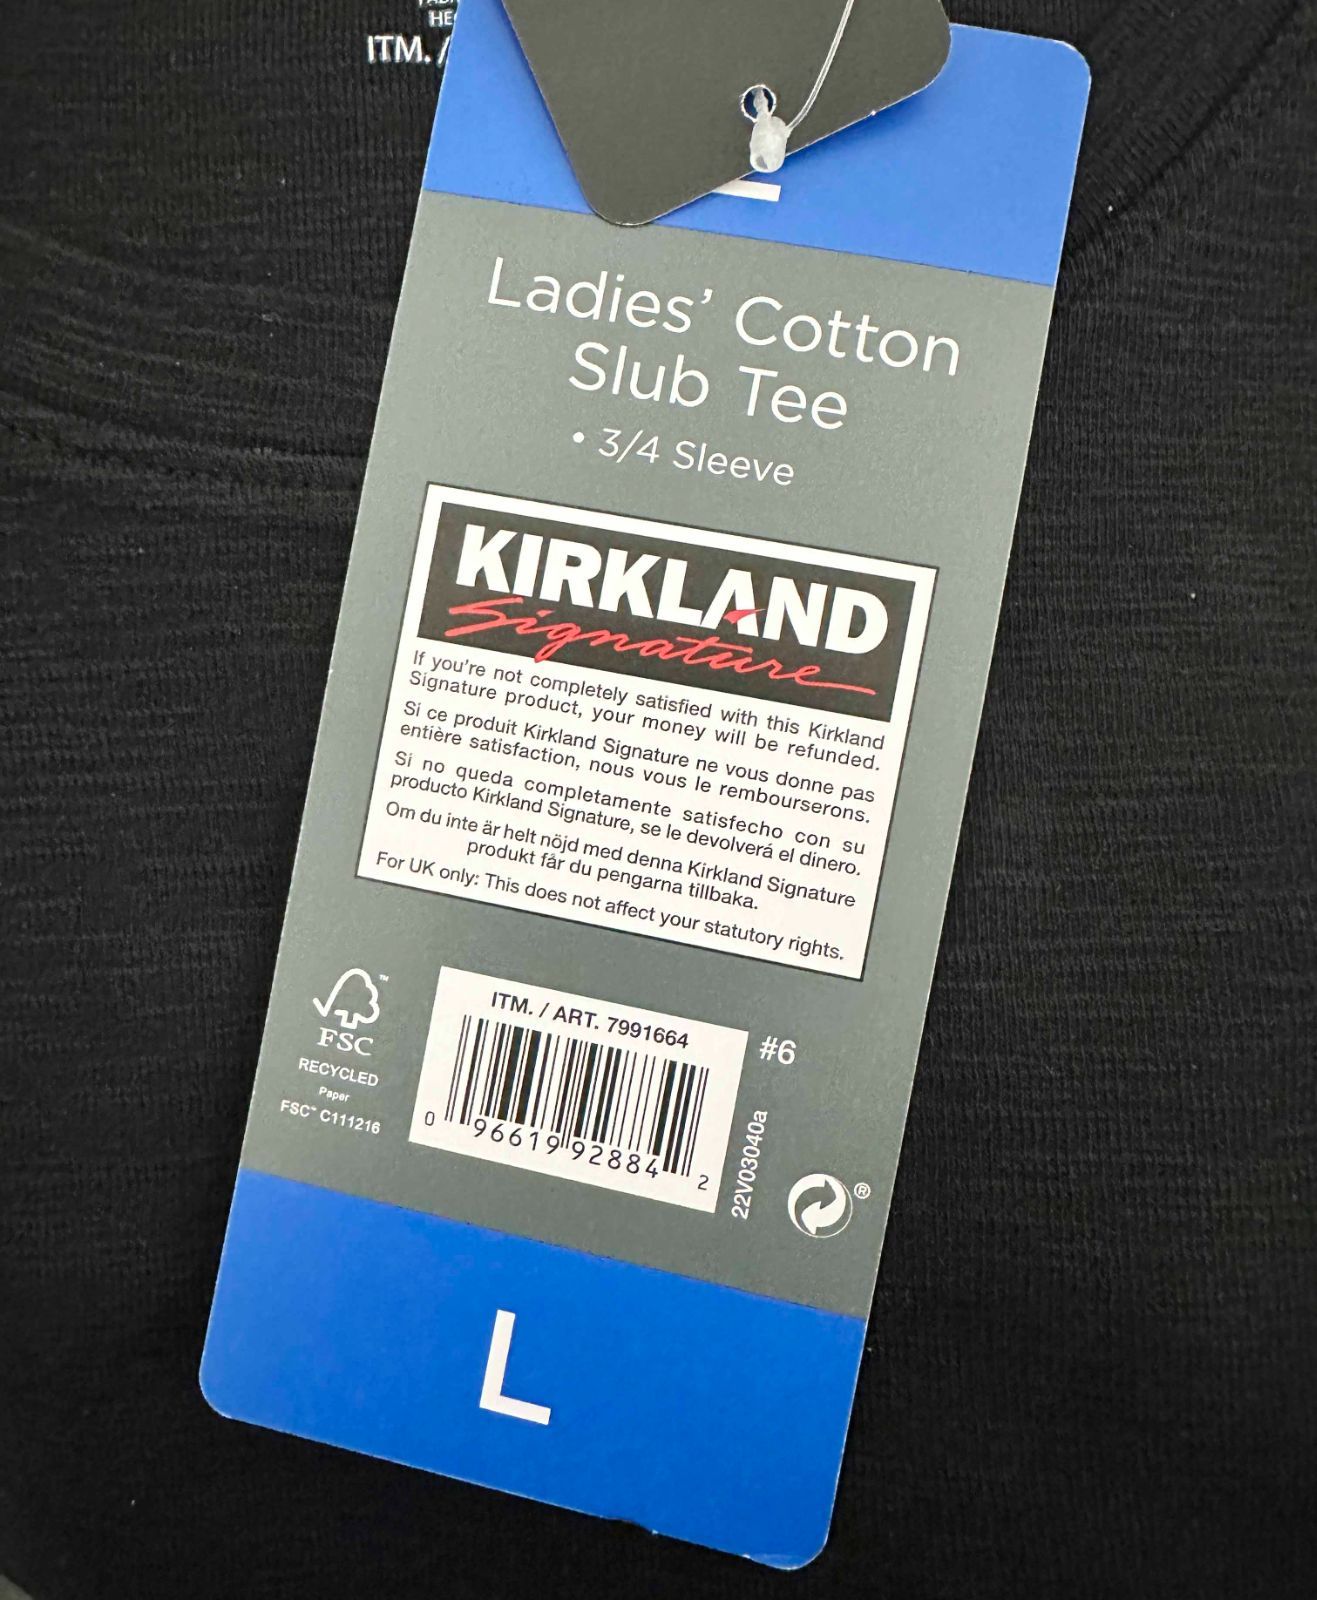 HE
ITM. /
Ladies’ Cotton
Slub Tee
• 3/4 Sleeve
KIRKLAND
Signature
If you’re not completely satisfied with this Kirkland
Signature product, your money will be refunded.
Si ce produit Kirkland Signature ne vous donne pas
entière satisfaction, nous vous le rembourserons.
Si no queda completamente satisfecho con su
producto Kirkland Signature, se le devolverá el dinero.
Om du inte är helt nöjd med denna Kirkland Signature
produkt får du pengarna tillbaka.
For UK only: This does not affect your statutory rights.
™
FSC
RECYCLED
Paper
FSC™ C111216
ITM. / ART. 7991664
0 96619 92884 2
#6
22V03040a
®
L